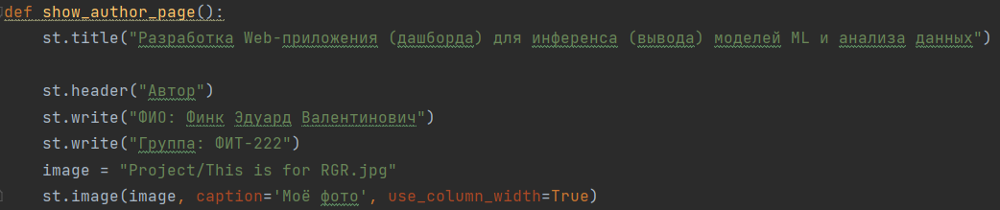 def show_author_page():
st.title("Разработка Web-приложения (дашборда) для инференса (вывода) моделей ML и анализа данных")
st.header("Автор")
st.write("ФИО: Финк Эдуард Валентинович")
st.write("Группа: ФИТ-222")
image = "Project/This is for RGR.jpg"
st.image(image, caption='Моё фото', use_column_width=True)